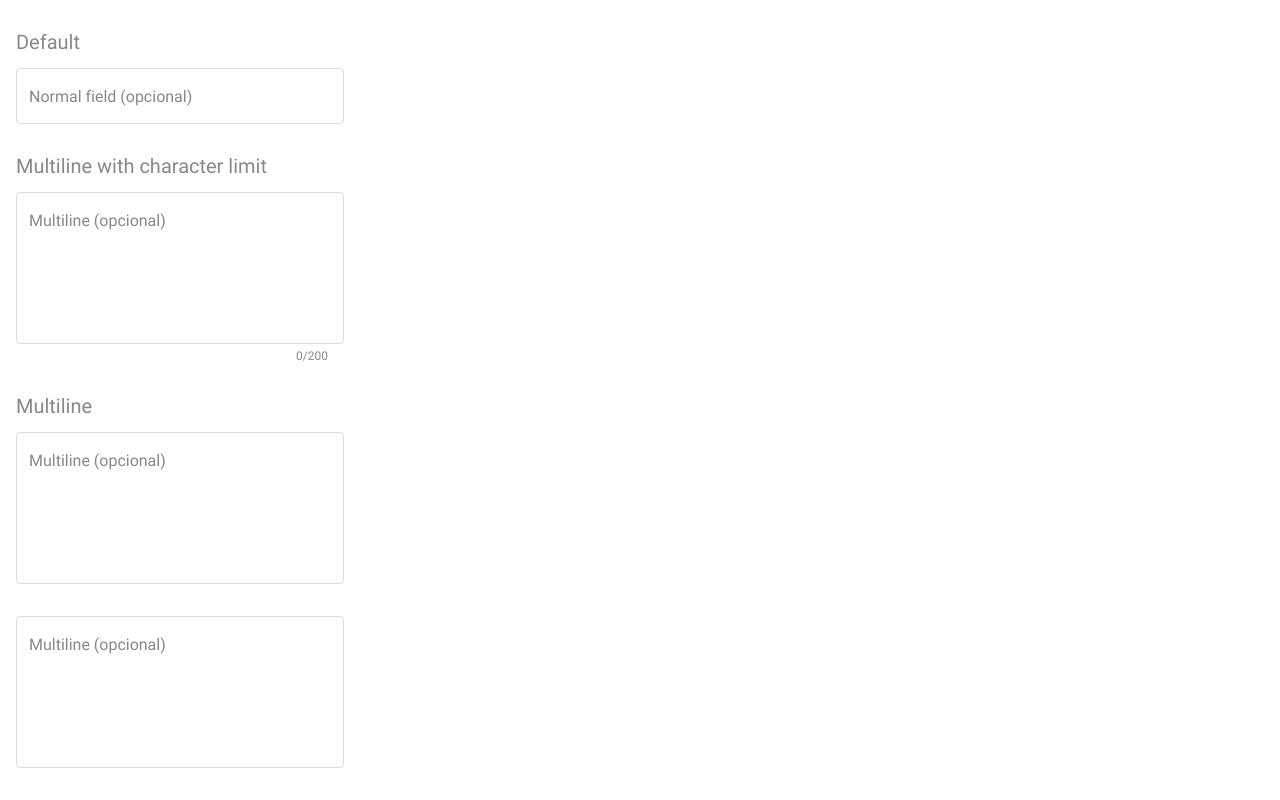 Default
Normal field (opcional)
Multiline with character limit
Multiline (opcional)
0/200
Multiline
Multiline (opcional)
Multiline (opcional)